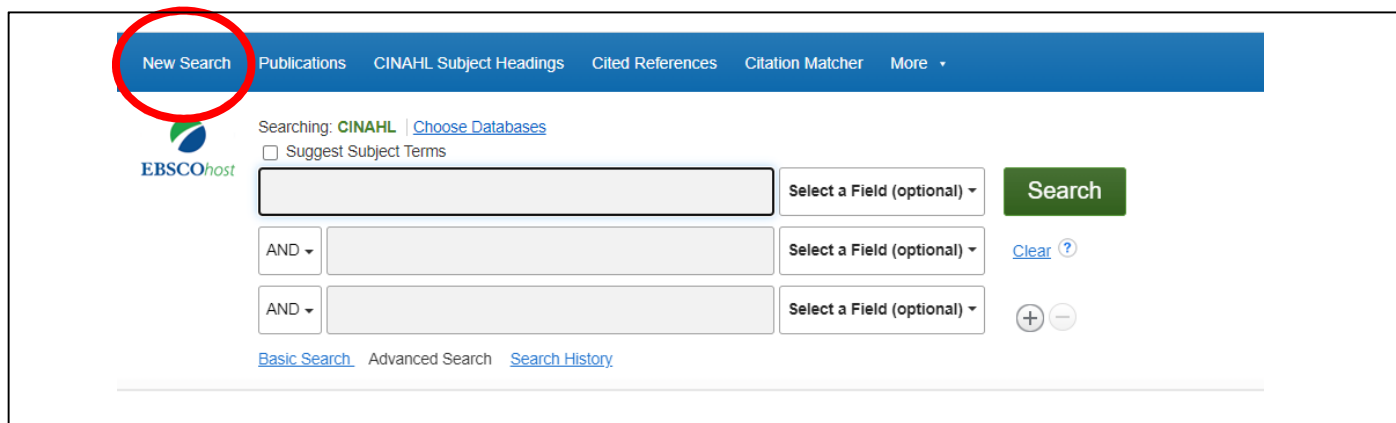 New Search Publications CINAHL Subject Headings Cited References Citation Matcher More
Searching: CINAHL Choose Databases
Suggest Subject Terms
EBSCOhost
Select a Field (optional) Search
AND Select a Field (optional) Clear ?
AND Select a Field (optional) + −
Basic Search Advanced Search Search History